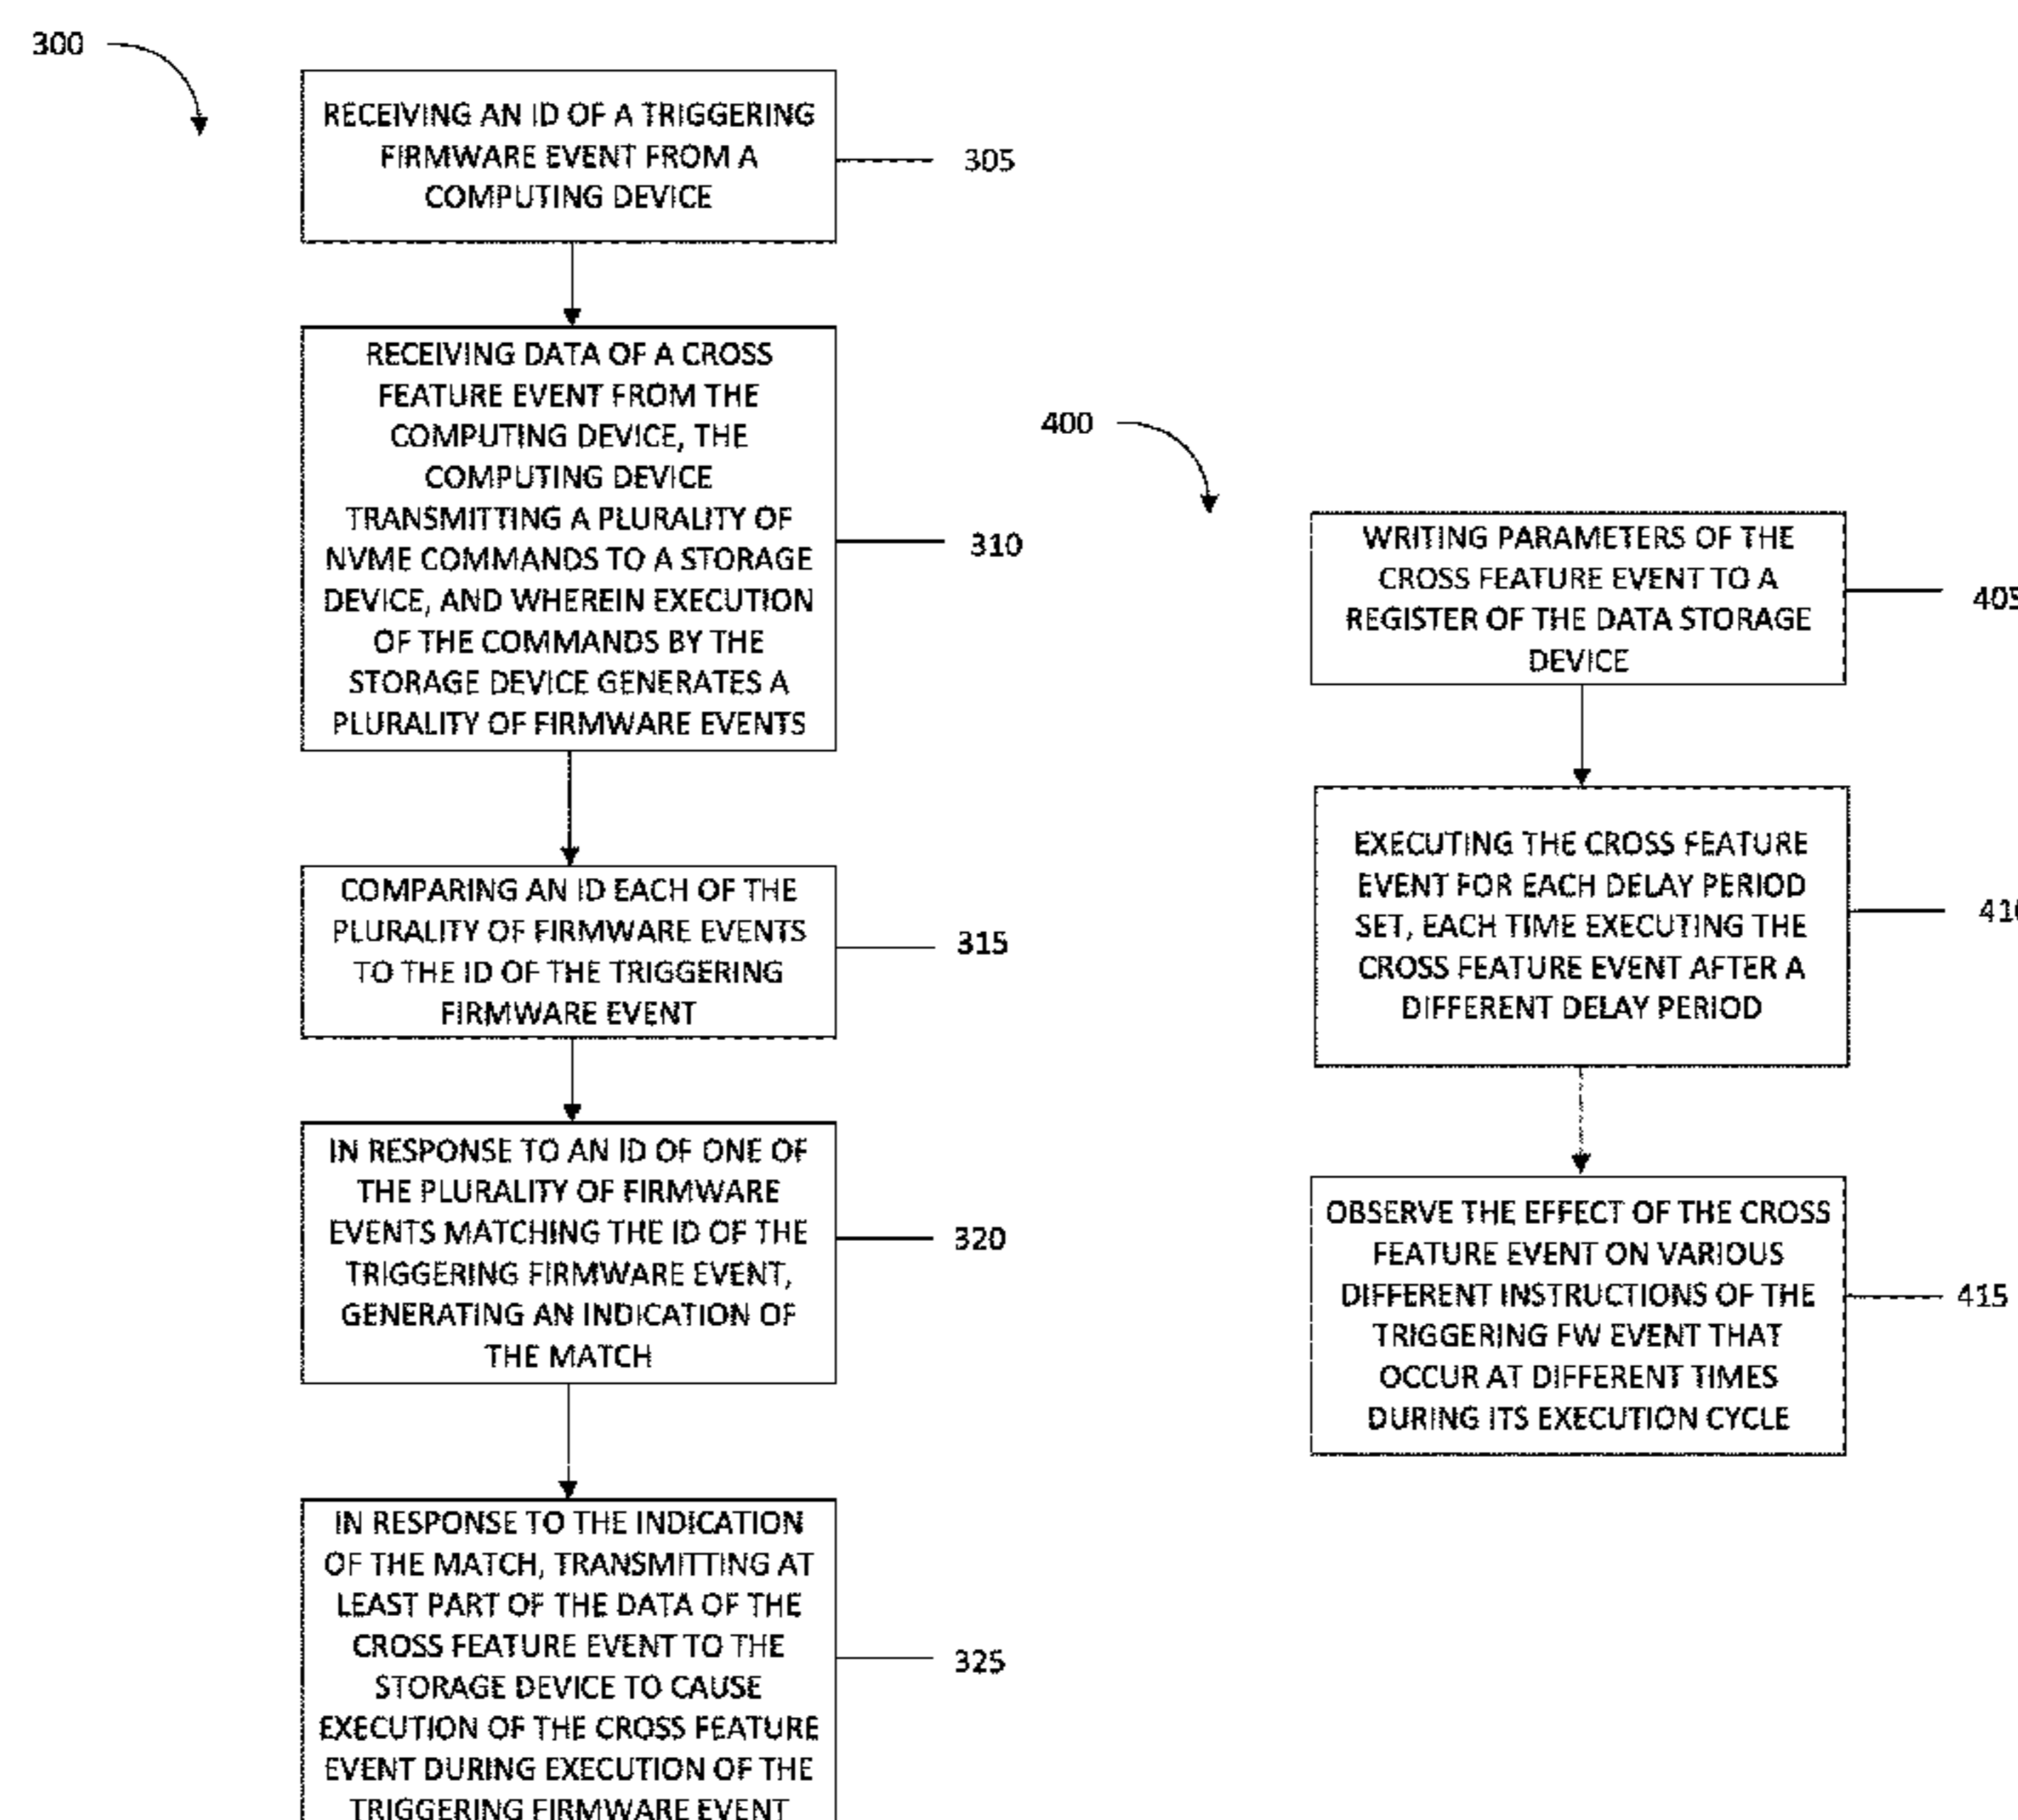 300
RECEIVING AN ID OF A TRIGGERING
FIRMWARE EVENT FROM A
COMPUTING DEVICE
305
RECEIVING DATA OF A CROSS
FEATURE EVENT FROM THE
COMPUTING DEVICE, THE
COMPUTING DEVICE
TRANSMITTING A PLURALITY OF
NVME COMMANDS TO A STORAGE
DEVICE, AND WHEREIN EXECUTION
OF THE COMMANDS BY THE
STORAGE DEVICE GENERATES A
PLURALITY OF FIRMWARE EVENTS
310
COMPARING AN ID EACH OF THE
PLURALITY OF FIRMWARE EVENTS
TO THE ID OF THE TRIGGERING
FIRMWARE EVENT
315
IN RESPONSE TO AN ID OF ONE OF
THE PLURALITY OF FIRMWARE
EVENTS MATCHING THE ID OF THE
TRIGGERING FIRMWARE EVENT,
GENERATING AN INDICATION OF
THE MATCH
320
IN RESPONSE TO THE INDICATION
OF THE MATCH, TRANSMITTING AT
LEAST PART OF THE DATA OF THE
CROSS FEATURE EVENT TO THE
STORAGE DEVICE TO CAUSE
EXECUTION OF THE CROSS FEATURE
EVENT DURING EXECUTION OF THE
TRIGGERING FIRMWARE EVENT
325
400
WRITING PARAMETERS OF THE
CROSS FEATURE EVENT TO A
REGISTER OF THE DATA STORAGE
DEVICE
405
EXECUTING THE CROSS FEATURE
EVENT FOR EACH DELAY PERIOD
SET, EACH TIME EXECUTING THE
CROSS FEATURE EVENT AFTER A
DIFFERENT DELAY PERIOD
410
OBSERVE THE EFFECT OF THE CROSS
FEATURE EVENT ON VARIOUS
DIFFERENT INSTRUCTIONS OF THE
TRIGGERING FW EVENT THAT
OCCUR AT DIFFERENT TIMES
DURING ITS EXECUTION CYCLE
415